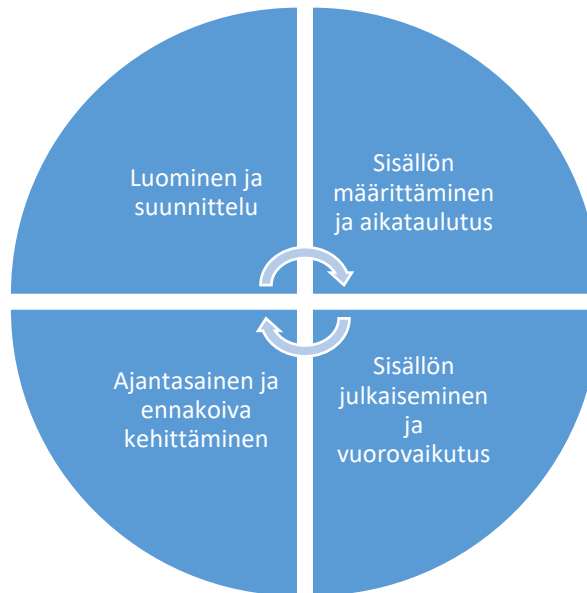 Luominen ja
suunnittelu
Sisällön
määrittäminen
ja aikataulutus
Ajantasainen ja
ennakoiva
kehittäminen
Sisällön
julkaiseminen
ja
vuorovaikutus